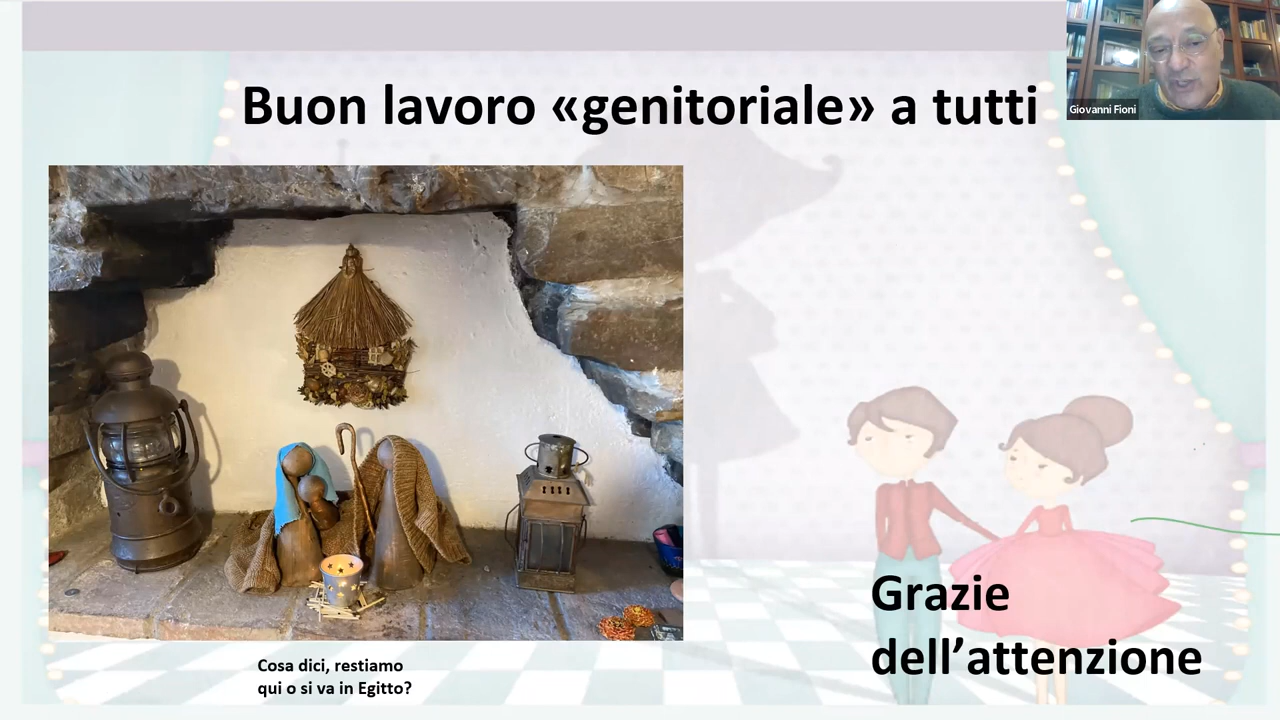 Buon lavoro «genitoriale» a tutti
Giovanni Fioni
Cosa dici, restiamo
qui o si va in Egitto?
Grazie
dell’attenzione